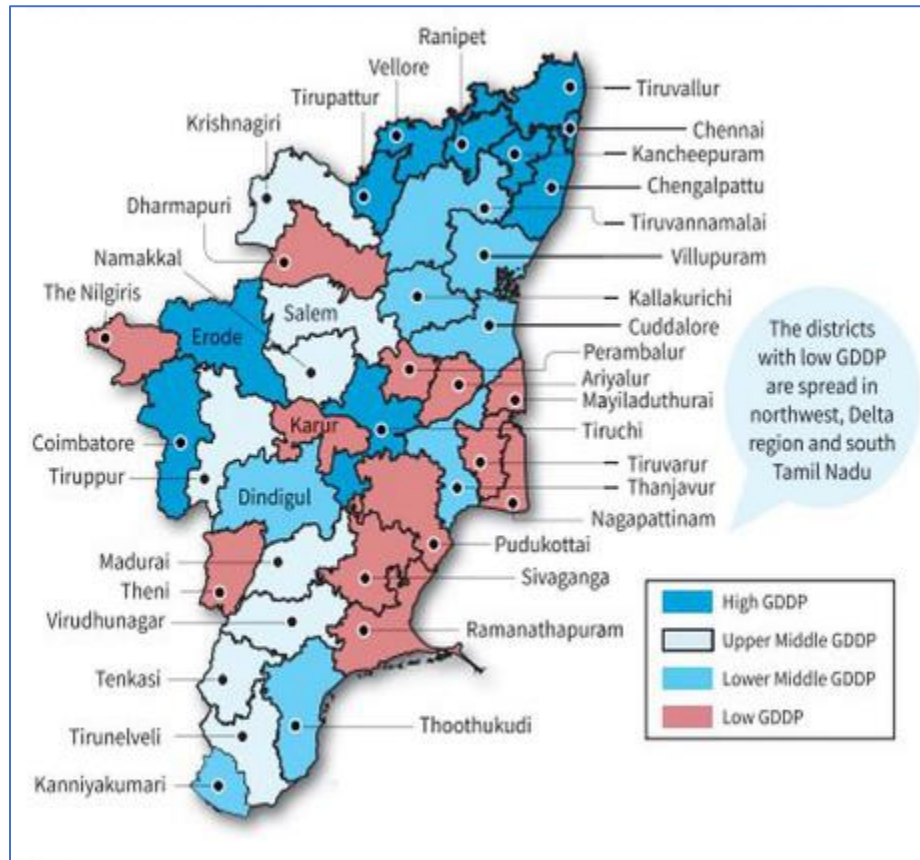 Ranipet
Vellore
Tirupattur
Krishnagiri
Dharmapuri
Namakkal
The Nilgiris
Erode
Salem
Tiruvallur
Chennai
Kancheepuram
Chengalpattu
Tiruvannamalai
Villupuram
Kallakurichi
Cuddalore
Perambalur
Ariyalur
Mayiladuthurai
Karur
Tiruchi
Coimbatore
Tiruppur
Dindigul
Tiruvarur
Thanjavur
Nagapattinam
Pudukottai
Sivaganga
Ramanathapuram
Madurai
Theni
Virudhunagar
Tenkasi
Tirunelveli
Kanniyakumari
Thoothukudi
The districts
with low GDDP
are spread in
northwest, Delta
region and south
Tamil Nadu
High GDDP
Upper Middle GDDP
Lower Middle GDDP
Low GDDP